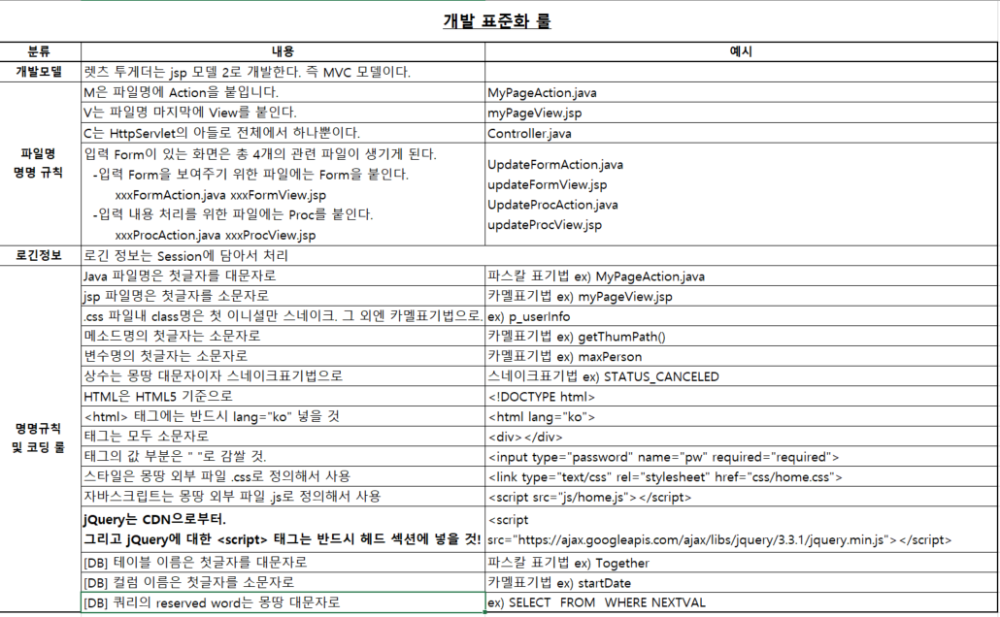 개발 표준화 룰
분류 내용 예시
개발모델 렛츠 투게더는 jsp 모델 2로 개발한다. 즉 MVC 모델이다.
파일명
명명 규칙
M은 파일명에 Action을 붙입니다. MyPageAction.java
V는 파일명 마지막에 View를 붙인다. myPageView.jsp
C는 HttpServlet의 아들로 전체에서 하나뿐이다. Controller.java
입력 Form이 있는 화면은 총 4개의 관련 파일이 생기게 된다.
-입력 Form을 보여주기 위한 파일에는 Form을 붙인다.
xxxFormAction.java xxxFormView.jsp
-입력 내용 처리를 위한 파일에는 Proc를 붙인다.
xxxProcAction.java xxxProcView.jsp
UpdateFormAction.java
updateFormView.jsp
UpdateProcAction.java
updateProcView.jsp
로긴정보 로긴 정보는 Session에 담아서 처리
명명규칙
및 코딩 룰
Java 파일명은 첫글자를 대문자로 파스칼 표기법 ex) MyPageAction.java
jsp 파일명은 첫글자를 소문자로 카멜표기법 ex) myPageView.jsp
.css 파일내 class명은 첫 이니셜만 스네이크. 그 외엔 카멜표기법으로. ex) p_userInfo
메소드명의 첫글자는 소문자로 카멜표기법 ex) getThumPath()
변수명의 첫글자는 소문자로 카멜표기법 ex) maxPerson
상수는 몽땅 대문자이자 스네이크표기법으로 스네이크표기법 ex) STATUS_CANCELED
HTML은 HTML5 기준으로 <!DOCTYPE html>
<html> 태그에는 반드시 lang="ko" 넣을 것 <html lang="ko">
태그는 모두 소문자로 <div></div>
태그의 값 부분은 " "로 감쌀 것. <input type="password" name="pw" required="required">
스타일은 몽땅 외부 파일 .css로 정의해서 사용 <link type="text/css" rel="stylesheet" href="css/home.css">
자바스크립트는 몽땅 외부 파일 .js로 정의해서 사용 <script src="js/home.js"></script>
jQuery는 CDN으로부터.
그리고 jQuery에 대한 <script> 태그는 반드시 헤드 섹션에 넣을 것!
<script
src="https://ajax.googleapis.com/ajax/libs/jquery/3.3.1/jquery.min.js"></script>
[DB] 테이블 이름은 첫글자를 대문자로 파스칼 표기법 ex) Together
[DB] 컬럼 이름은 첫글자를 소문자로 카멜표기법 ex) startDate
[DB] 쿼리의 reserved word는 몽땅 대문자로 ex) SELECT FROM WHERE NEXTVAL